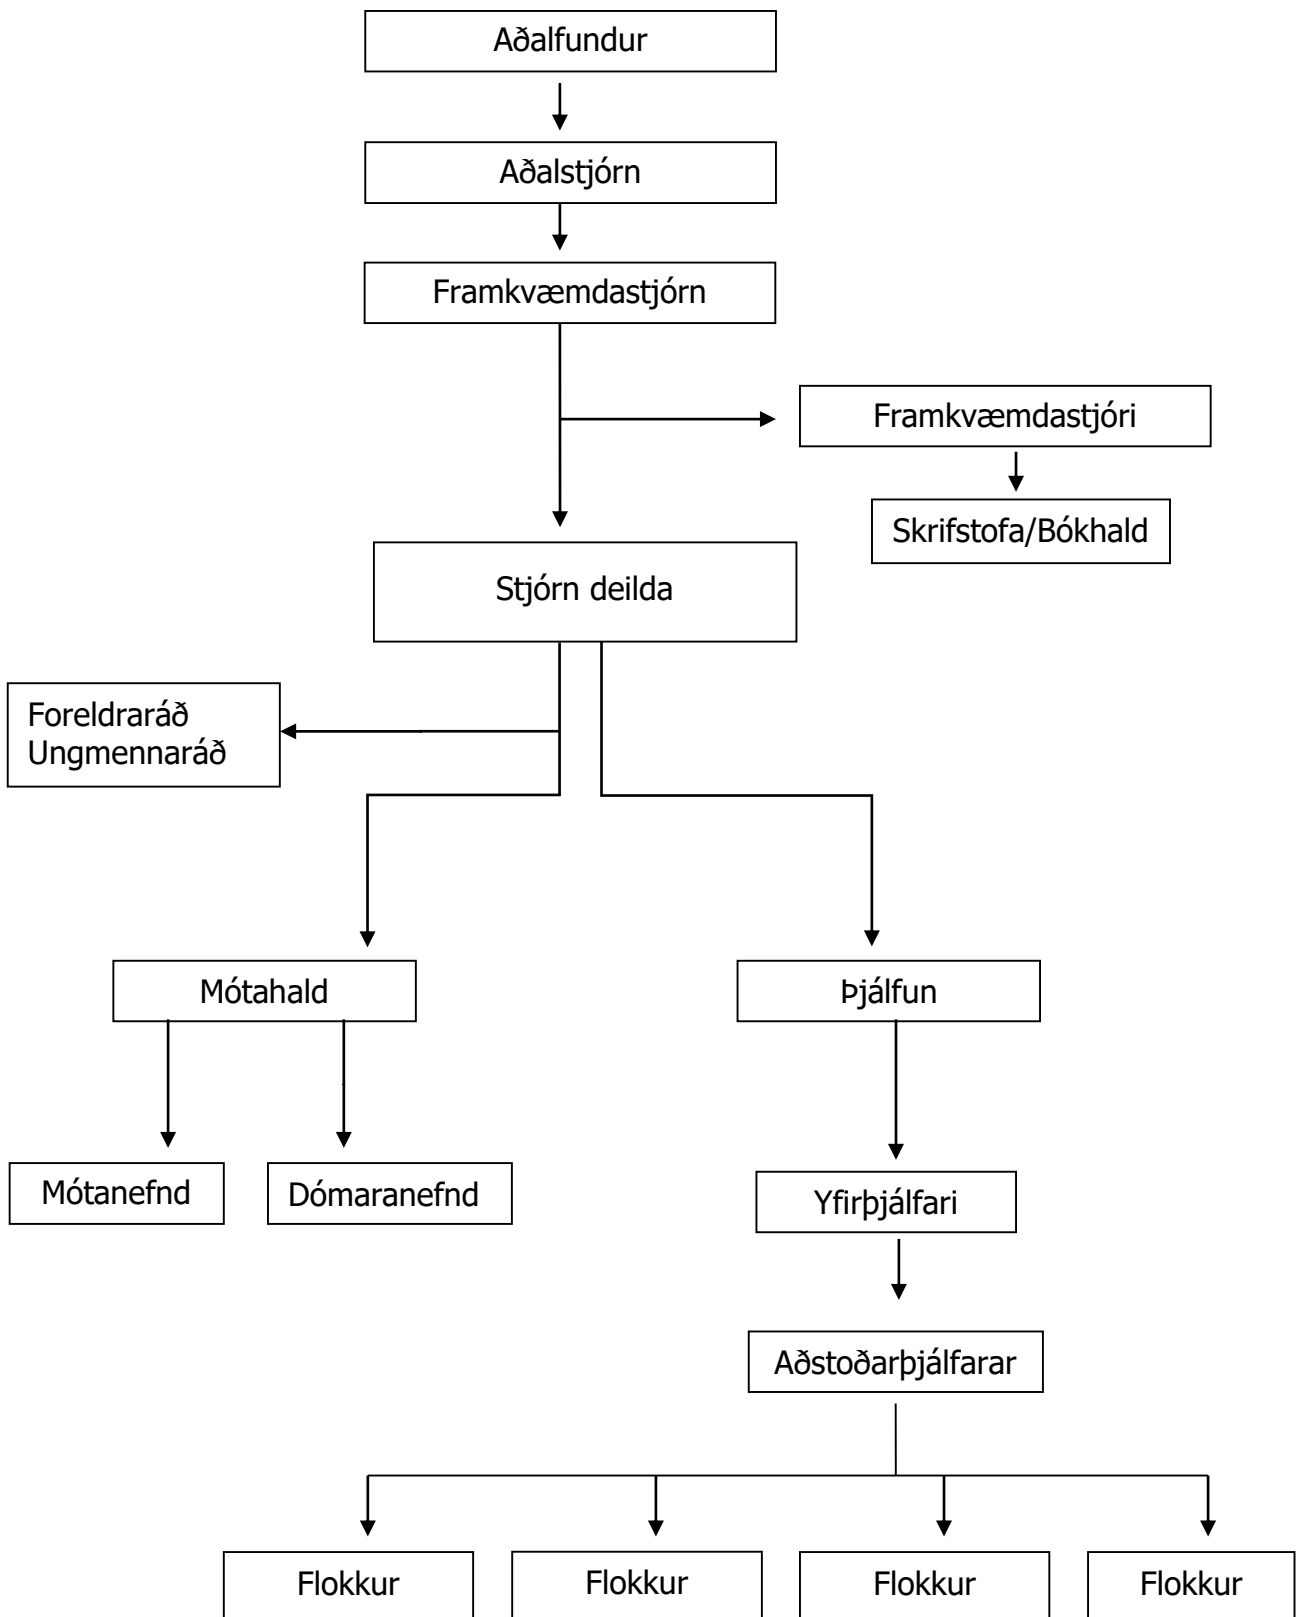 Aðalfundur
Aðalstjórn
Framkvæmdastjórn
Framkvæmdastjóri
Skrifstofa/Bókhald
Stjórn deilda
Foreldraráð
Ungmennaráð
Mótahald
Þjálfun
Mótanefnd
Dómaranefnd
Yfirþjálfari
Aðstoðarþjálfarar
Flokkur
Flokkur
Flokkur
Flokkur